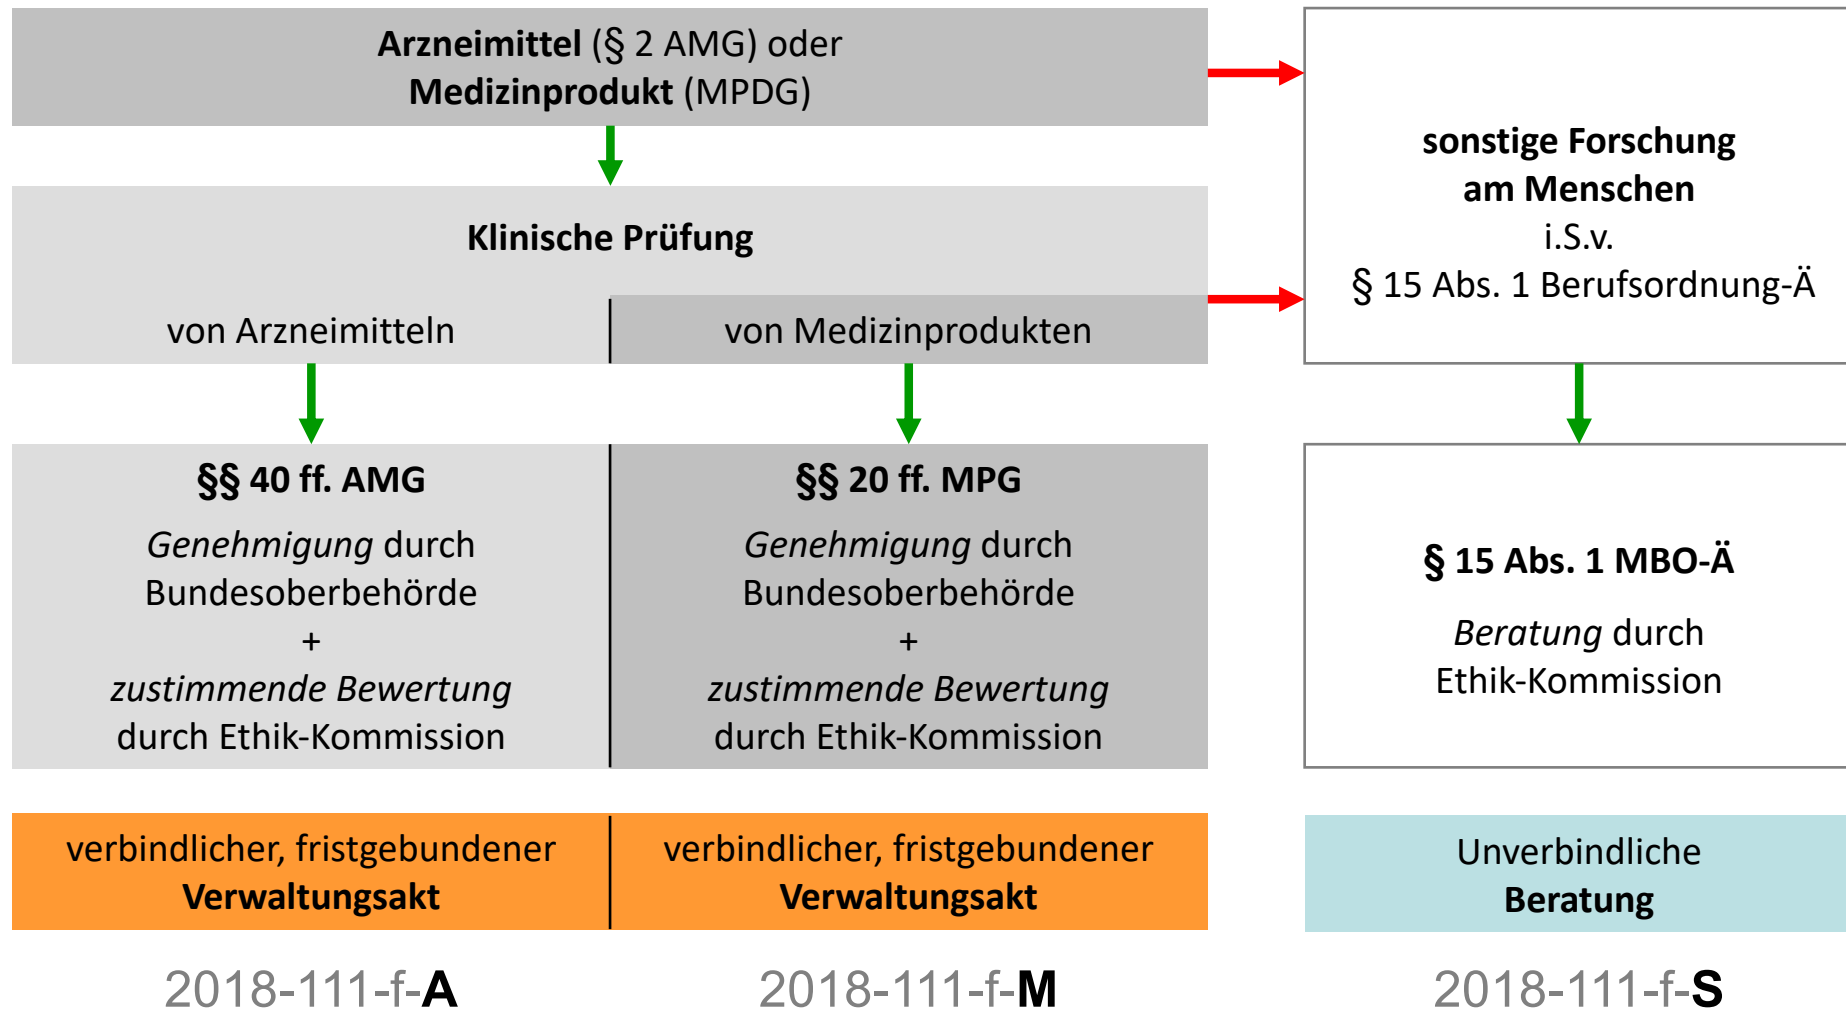 Arzneimittel (§ 2 AMG) oder
Medizinprodukt (MPDG)
sonstige Forschung
am Menschen
i.S.v.
§ 15 Abs. 1 Berufsordnung-Ä
Klinische Prüfung
von Arzneimitteln
von Medizinprodukten
§§ 40 ff. AMG
Genehmigung durch
Bundesoberbehörde
+
zustimmende Bewertung
durch Ethik-Kommission
§§ 20 ff. MPG
Genehmigung durch
Bundesoberbehörde
+
zustimmende Bewertung
durch Ethik-Kommission
§ 15 Abs. 1 MBO-Ä
Beratung durch
Ethik-Kommission
verbindlicher, fristgebundener
Verwaltungsakt
verbindlicher, fristgebundener
Verwaltungsakt
Unverbindliche
Beratung
2018-111-f-A
2018-111-f-M
2018-111-f-S